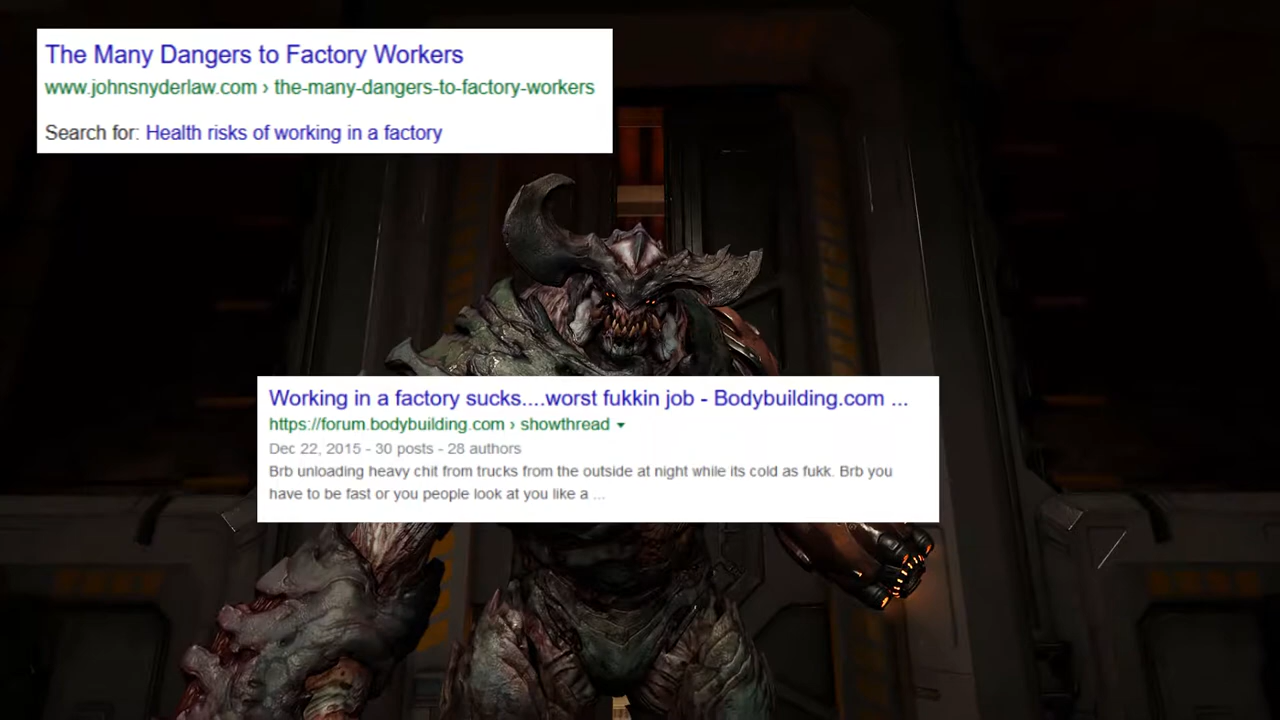 The Many Dangers to Factory Workers
www.johnsnyderlaw.com › the-many-dangers-to-factory-workers
Search for: Health risks of working in a factory
Working in a factory sucks....worst fukkin job - Bodybuilding.com ...
https://forum.bodybuilding.com › showthread
Dec 22, 2015 - 30 posts - 28 authors
Brb unloading heavy chit from trucks from the outside at night while its cold as fukk. Brb you
have to be fast or you people look at you like a ...